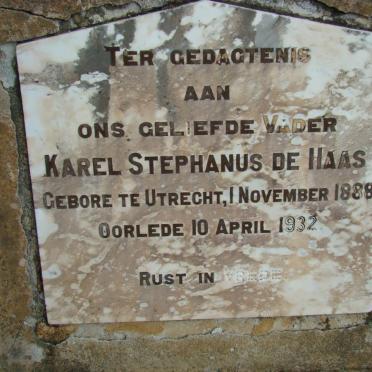 TER GEDAGTENIS
AAN
ONS GELIEFDE VADER
KAREL STEPHANUS DE HAAS
GEBORE TE UTRECHT, 1 NOVEMBER 1888
OORLEDE 10 APRIL 1932
RUST IN VREDE